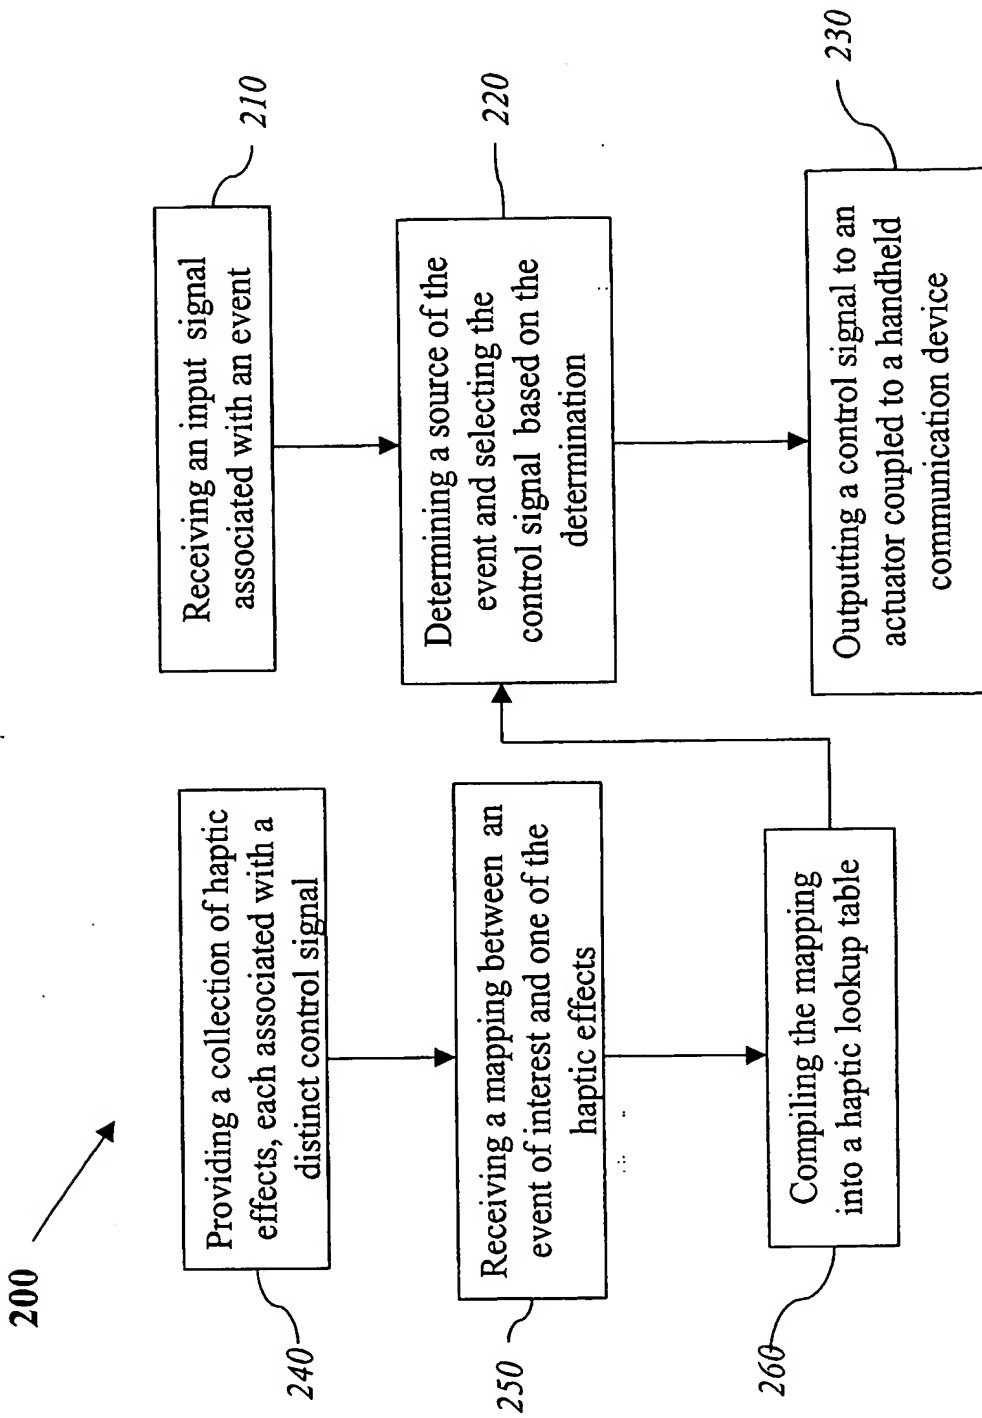 200
Providing a collection of haptic
effects, each associated with a
distinct control signal
240
Receiving a mapping between an
event of interest and one of the
haptic effects
250
Compiling the mapping
into a haptic lookup table
260
Receiving an input signal
associated with an event
210
Determining a source of the
event and selecting the
control signal based on the
determination
220
Outputting a control signal to an
actuator coupled to a handheld
communication device
230